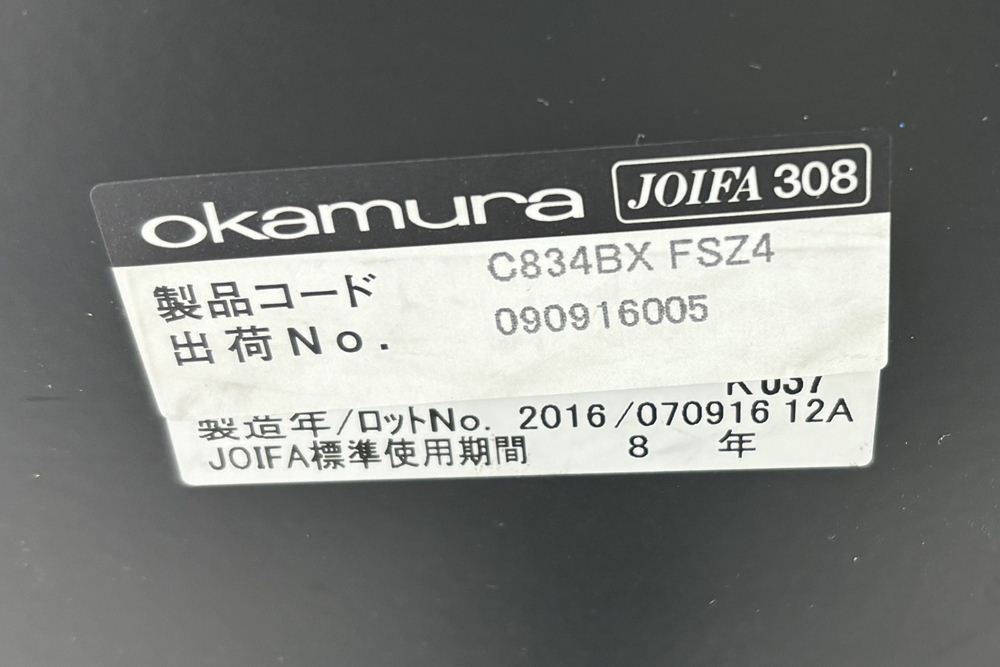 okamura JOIFA 308
製品コード C834BX FSZ4
出荷No. 090916005
製造年/ロットNo. 2016/070916 12A
JOIFA標準使用期間 8 年